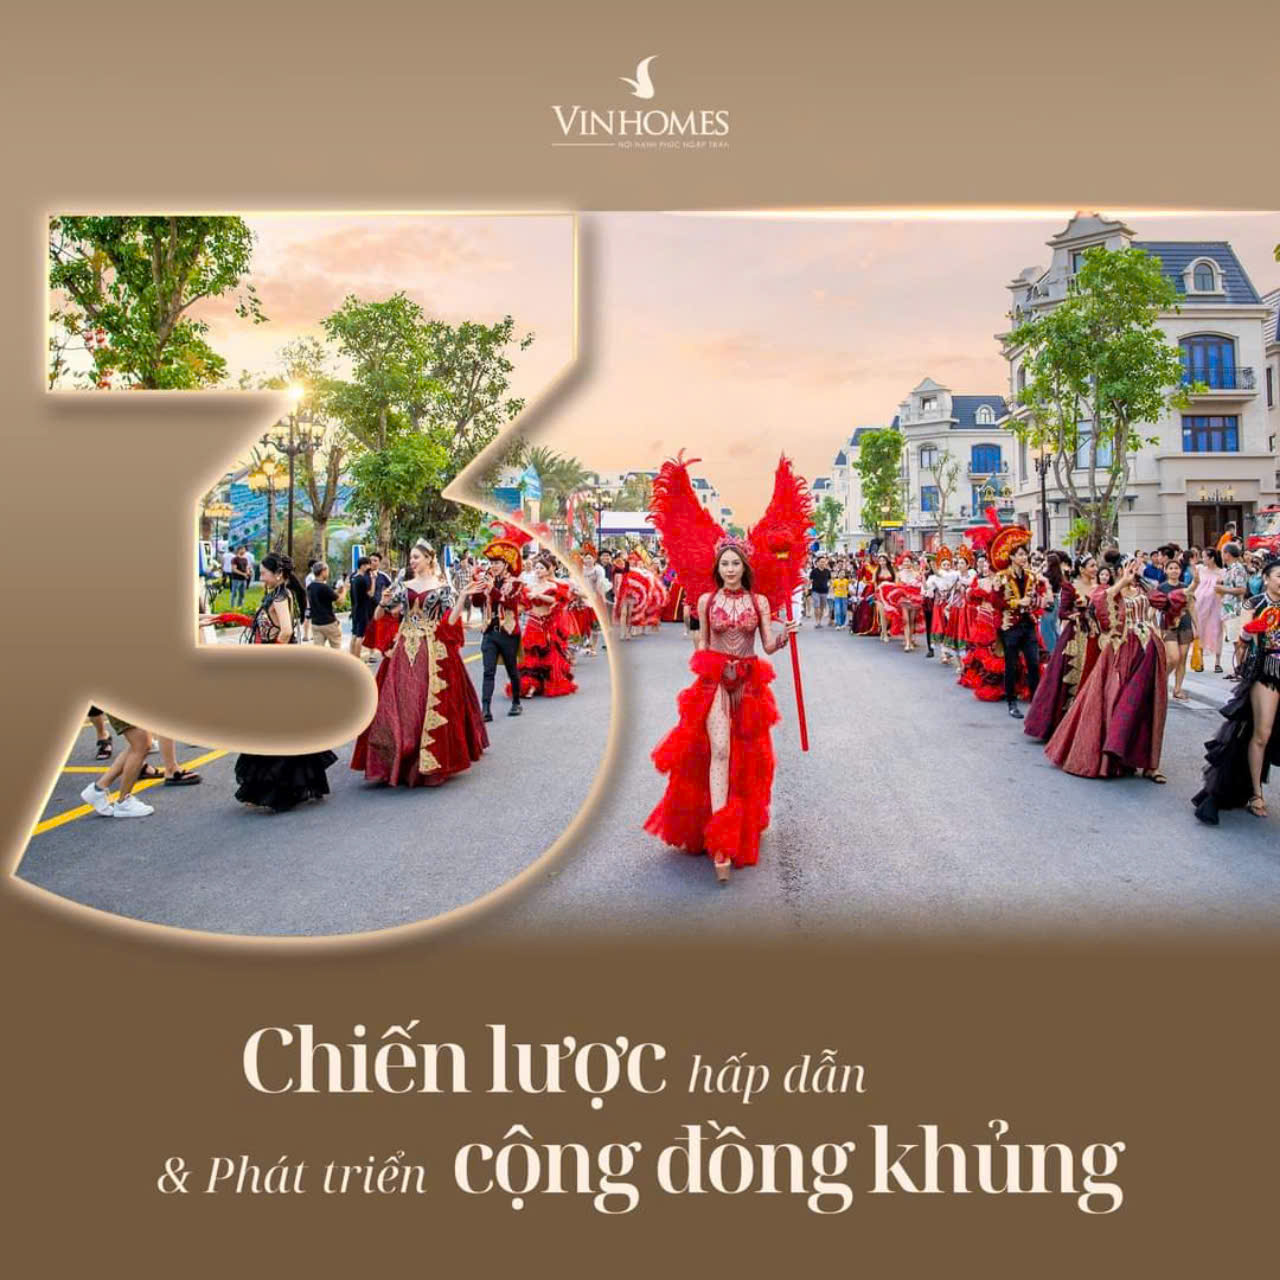 VINHOMES
NƠI HẠNH PHÚC NGẬP TRÀN
3
Chiến lược hấp dẫn
& Phát triển cộng đồng khủng